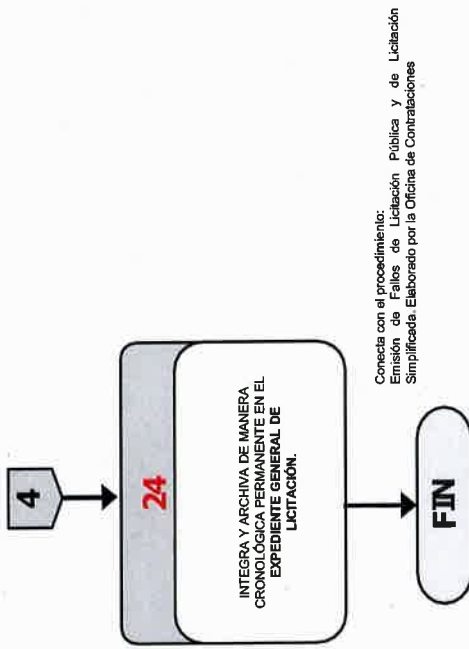 4
24
INTEGRA Y ARCHIVA DE MANERA
CRONOLÓGICA PERMANENTE EN EL
EXPEDIENTE GENERAL DE
LICITACIÓN.
FIN
Conecta con el procedimiento:
Emisión de Fallos de Licitación Pública y de Licitación
Simplificada. Elaborado por la Oficina de Contrataciones